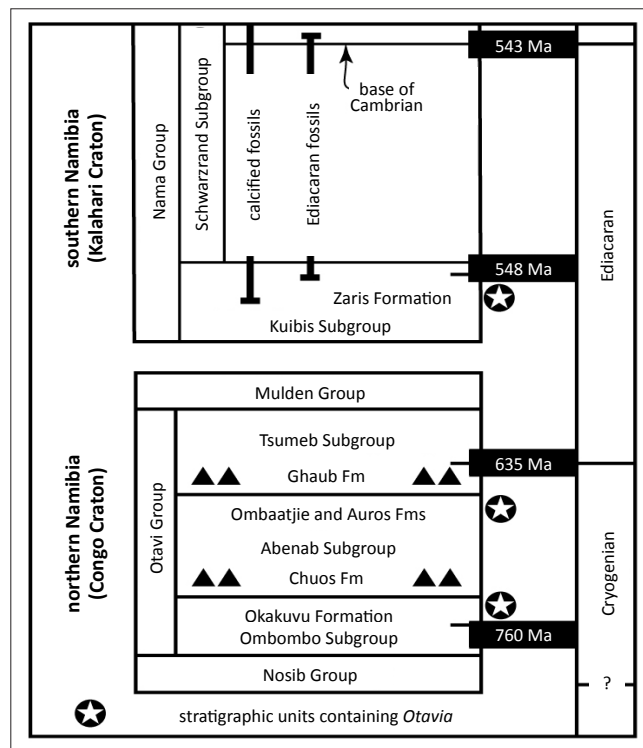 543 Ma
base of
Cambrian
southern Namibia
(Kalahari Craton)
Nama Group
Schwarzrand Subgroup
calcified fossils
Ediacaran fossils
Ediacaran
548 Ma
Zaris Formation
Kuibis Subgroup
Mulden Group
northern Namibia
(Congo Craton)
Otavi Group
Tsumeb Subgroup
635 Ma
Ghaub Fm
Ombaatjie and Auros Fms
Abenab Subgroup
Chuos Fm
Cryogenian
Okakuvu Formation
Ombombo Subgroup
760 Ma
Nosib Group
?
stratigraphic units containing Otavia